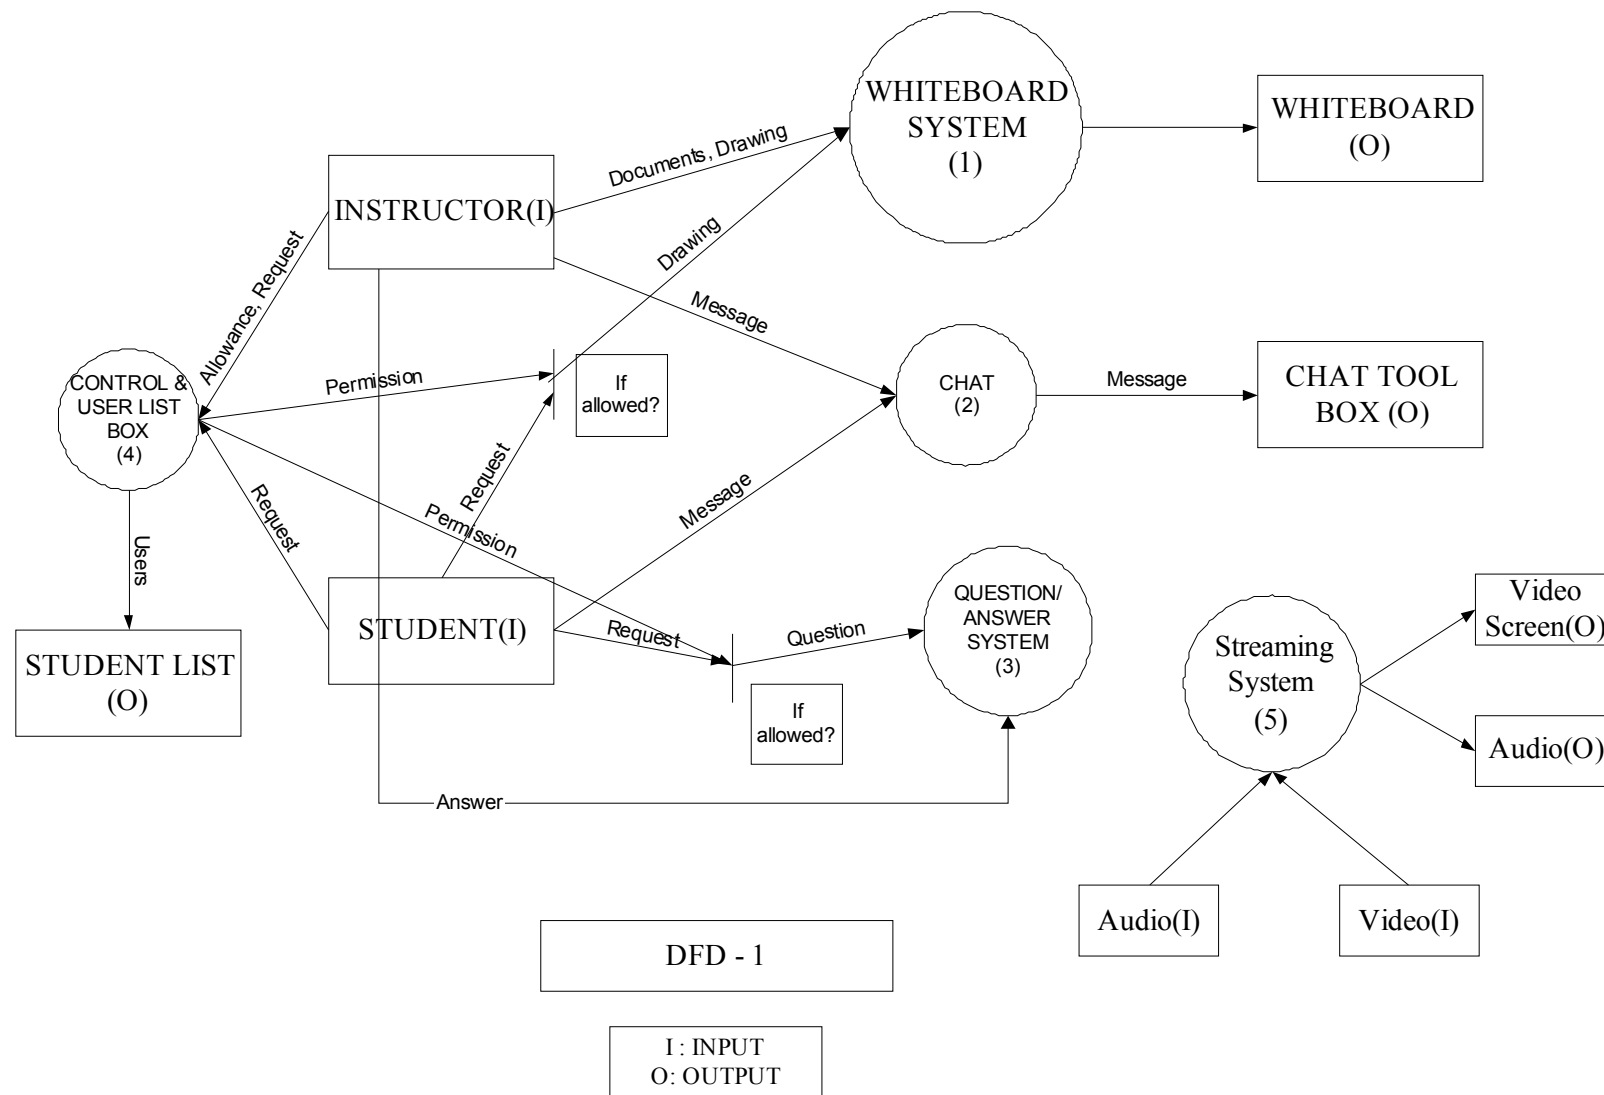 WHITEBOARD
SYSTEM
(1)
WHITEBOARD
(O)
Documents, Drawing
INSTRUCTOR(I)
Drawing
Allowance, Request
Message
CONTROL &
USER LIST
BOX
(4)
Permission
If
allowed?
CHAT
(2)
Message
CHAT TOOL
BOX (O)
Request
Request
Message
Permission
Users
STUDENT(I)
Request
Question
QUESTION/
ANSWER
SYSTEM
(3)
STUDENT LIST
(O)
If
allowed?
Streaming
System
(5)
Video
Screen(O)
Audio(O)
Answer
Audio(I)
Video(I)
DFD - 1
I : INPUT
O: OUTPUT